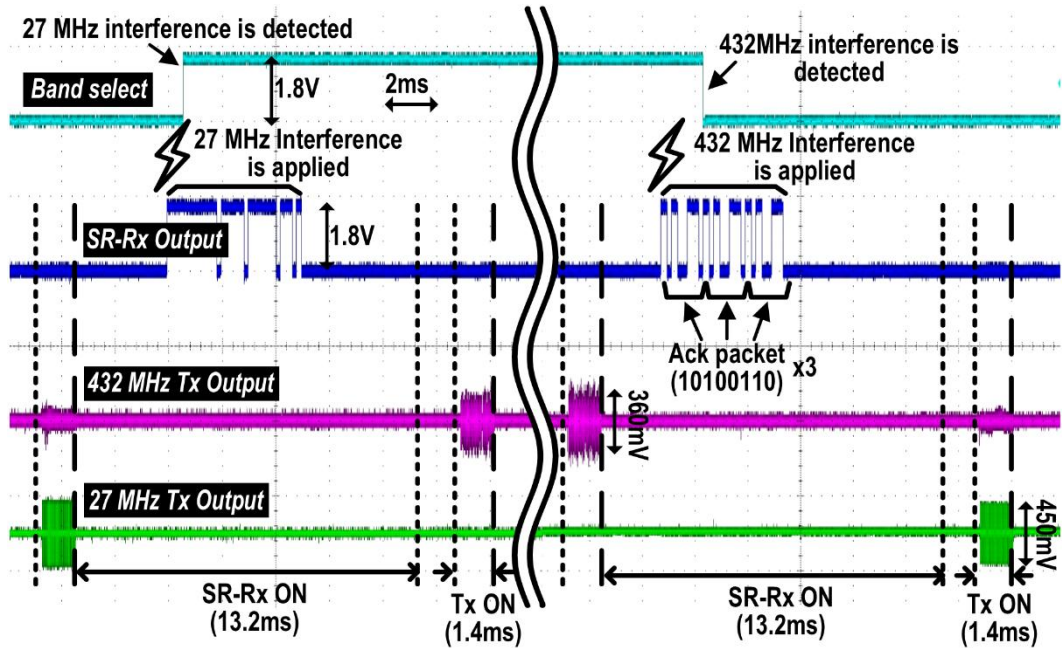 27 MHz interference is detected
432MHz interference is
detected
Band select
1.8V
2ms
27 MHz Interference
is applied
432 MHz Interference
is applied
SR-Rx Output
1.8V
Ack packet x3
(10100110)
432 MHz Tx Output
360mV
27 MHz Tx Output
450mV
SR-Rx ON
(13.2ms)
Tx ON
(1.4ms)
SR-Rx ON
(13.2ms)
Tx ON
(1.4ms)